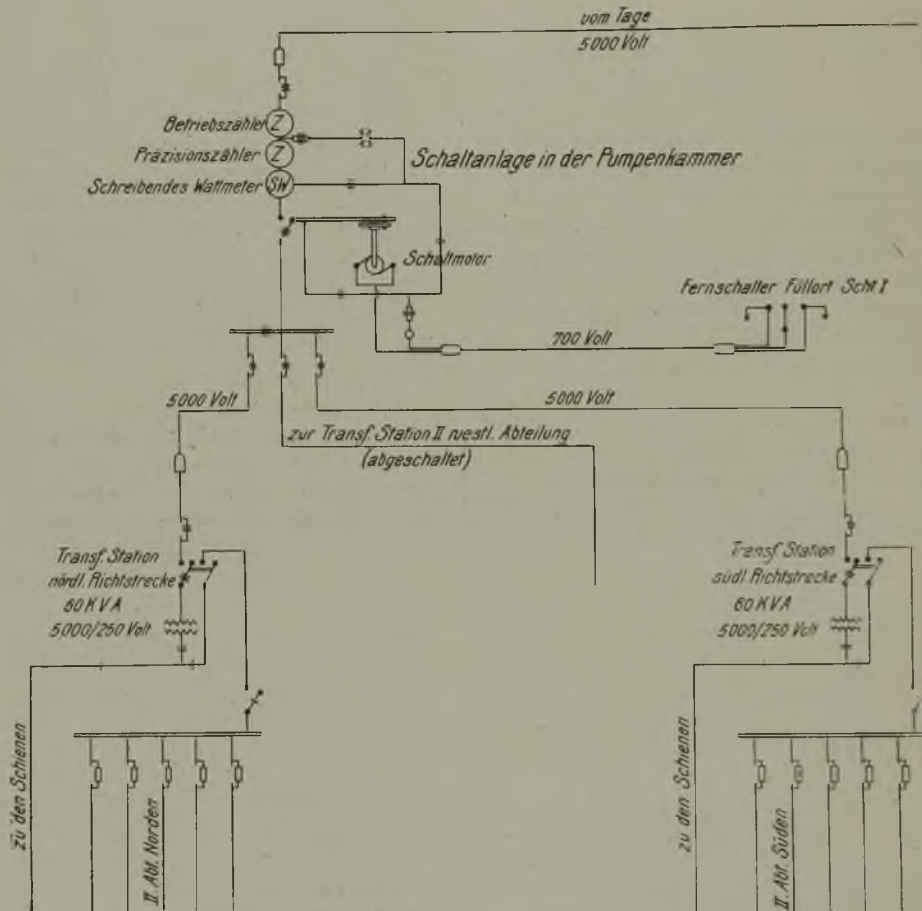 vom Tage
5000 Volt
Betriebszähler Z
Präzisionszähler Z
Schreibendes Wattmeter SW
Schaltanlage in der Pumpenkammer
Schaltmotor
Fernschalter Füllort Scht I
700 Volt
5000 Volt
5000 Volt
zur Transf. Station II westl. Abteilung
(abgeschaltet)
Transf. Station
nördl. Richtstrecke
60 KVA
5000/250 Volt
Transf. Station
südl. Richtstrecke
60 KVA
5000/250 Volt
zu den Schienen
II. Abt. Norden
zu den Schienen
II. Abt. Süden